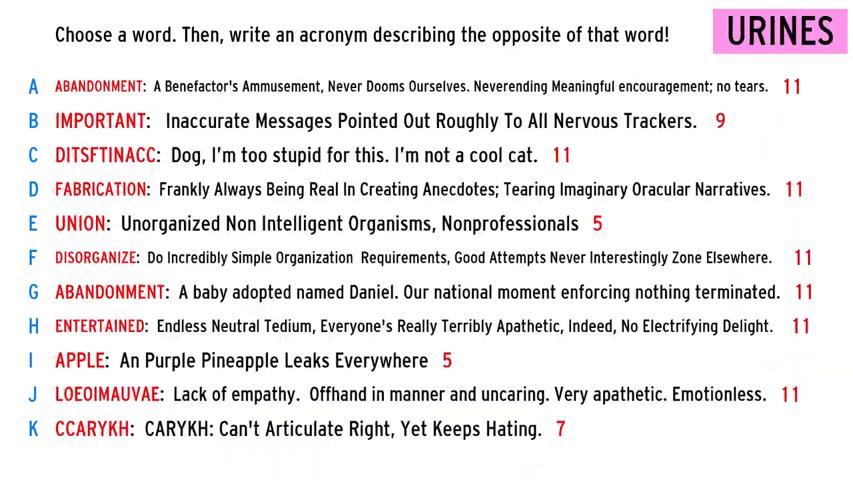 Choose a word. Then, write an acronym describing the opposite of that word!
URINES
A ABANDONMENT: A Benefactor's Ammusement, Never Dooms Ourselves. Neverending Meaningful encouragement; no tears. 11
B IMPORTANT: Inaccurate Messages Pointed Out Roughly To All Nervous Trackers. 9
C DITSFTINACC: Dog, I'm too stupid for this. I'm not a cool cat. 11
D FABRICATION: Frankly Always Being Real In Creating Anecdotes; Tearing Imaginary Oracular Narratives. 11
E UNION: Unorganized Non Intelligent Organisms, Nonprofessionals 5
F DISORGANIZE: Do Incredibly Simple Organization Requirements, Good Attempts Never Interestingly Zone Elsewhere. 11
G ABANDONMENT: A baby adopted named Daniel. Our national moment enforcing nothing terminated. 11
H ENTERTAINED: Endless Neutral Tedium, Everyone's Really Terribly Apathetic, Indeed, No Electrifying Delight. 11
I APPLE: An Purple Pineapple Leaks Everywhere 5
J LOEOIMAUVAE: Lack of empathy. Offhand in manner and uncaring. Very apathetic. Emotionless. 11
K CCARYKH: CARYKH: Can't Articulate Right, Yet Keeps Hating. 7